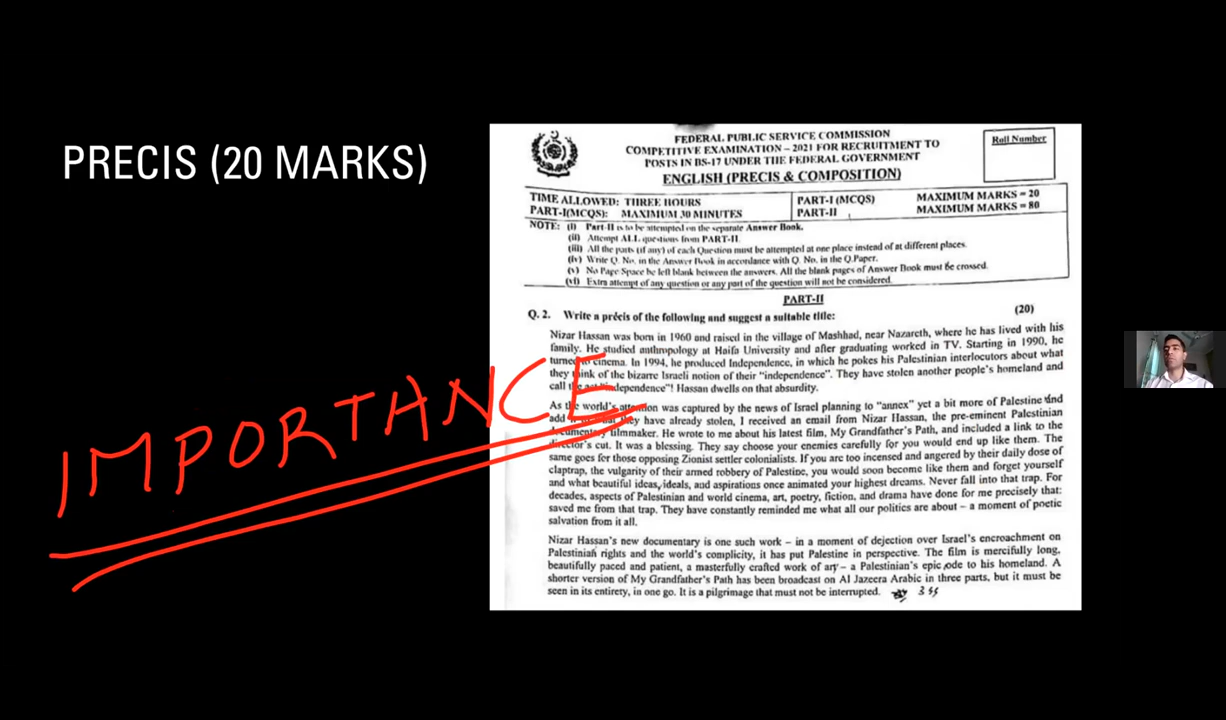 PRECIS (20 MARKS)
IMPORTANCE
FEDERAL PUBLIC SERVICE COMMISSION
COMPETITIVE EXAMINATION – 2021 FOR RECRUITMENT TO
POSTS IN BS-17 UNDER THE FEDERAL GOVERNMENT
ENGLISH (PRECIS & COMPOSITION)
Roll Number
TIME ALLOWED: THREE HOURS
PART-I(MCQS): MAXIMUM 30 MINUTES
PART-I (MCQS) MAXIMUM MARKS = 20
PART-II MAXIMUM MARKS = 80
NOTE: (i) Part-II is to be attempted on the separate Answer Book.
(ii) Attempt ALL questions from PART-II.
(iii) All the parts (if any) of each Question must be attempted at one place instead of at different places.
(iv) Write Q. No. in the Answer Book in accordance with Q. No. in the Q.Paper.
(v) No Page Space be left blank between the answers. All the blank pages of Answer Book must be crossed.
(vi) Extra attempt of any question or any part of the question will not be considered.
PART-II
Q. 2. Write a précis of the following and suggest a suitable title: (20)
Nizar Hassan was born in 1960 and raised in the village of Mashhad, near Nazareth, where he has lived with his
family. He studied anthropology at Haifa University and after graduating worked in TV. Starting in 1990, he
turned to cinema. In 1994, he produced Independence, in which he pokes his Palestinian interlocutors about what
they think of the bizarre Israeli notion of their "independence". They have stolen another people's homeland and
call the act "independence"! Hassan dwells on that absurdity.
As the world's attention was captured by the news of Israel planning to "annex" yet a bit more of Palestine and
add it to what they have already stolen, I received an email from Nizar Hassan, the pre-eminent Palestinian
documentary filmmaker. He wrote to me about his latest film, My Grandfather's Path, and included a link to the
director's cut. It was a blessing. They say choose your enemies carefully for you would end up like them. The
same goes for those opposing Zionist settler colonialists. If you are too incensed and angered by their daily dose of
claptrap, the vulgarity of their armed robbery of Palestine, you would soon become like them and forget yourself
and what beautiful ideas, ideals, and aspirations once animated your highest dreams. Never fall into that trap. For
decades, aspects of Palestinian and world cinema, art, poetry, fiction, and drama have done for me precisely that:
saved me from that trap. They have constantly reminded me what all our politics are about – a moment of poetic
salvation from it all.
Nizar Hassan's new documentary is one such work – in a moment of dejection over Israel's encroachment on
Palestinian rights and the world's complicity, it has put Palestine in perspective. The film is mercifully long,
beautifully paced and patient, a masterfully crafted work of art – a Palestinian's epic ode to his homeland. A
shorter version of My Grandfather's Path has been broadcast on Al Jazeera Arabic in three parts, but it must be
seen in its entirety, in one go. It is a pilgrimage that must not be interrupted.